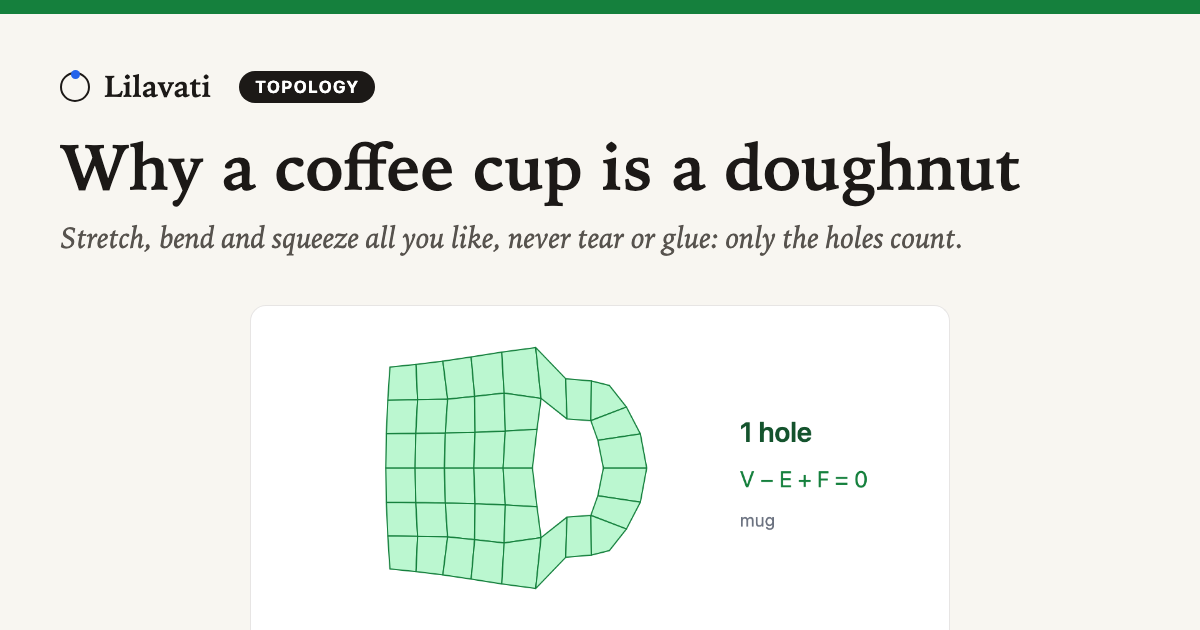 Lilavati
TOPOLOGY
Why a coffee cup is a doughnut
Stretch, bend and squeeze all you like, never tear or glue: only the holes count.
1 hole
V – E + F = 0
mug